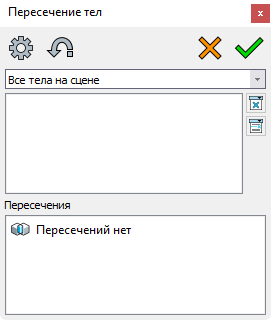 Пересечение тел
Все тела на сцене
Пересечения
Пересечений нет